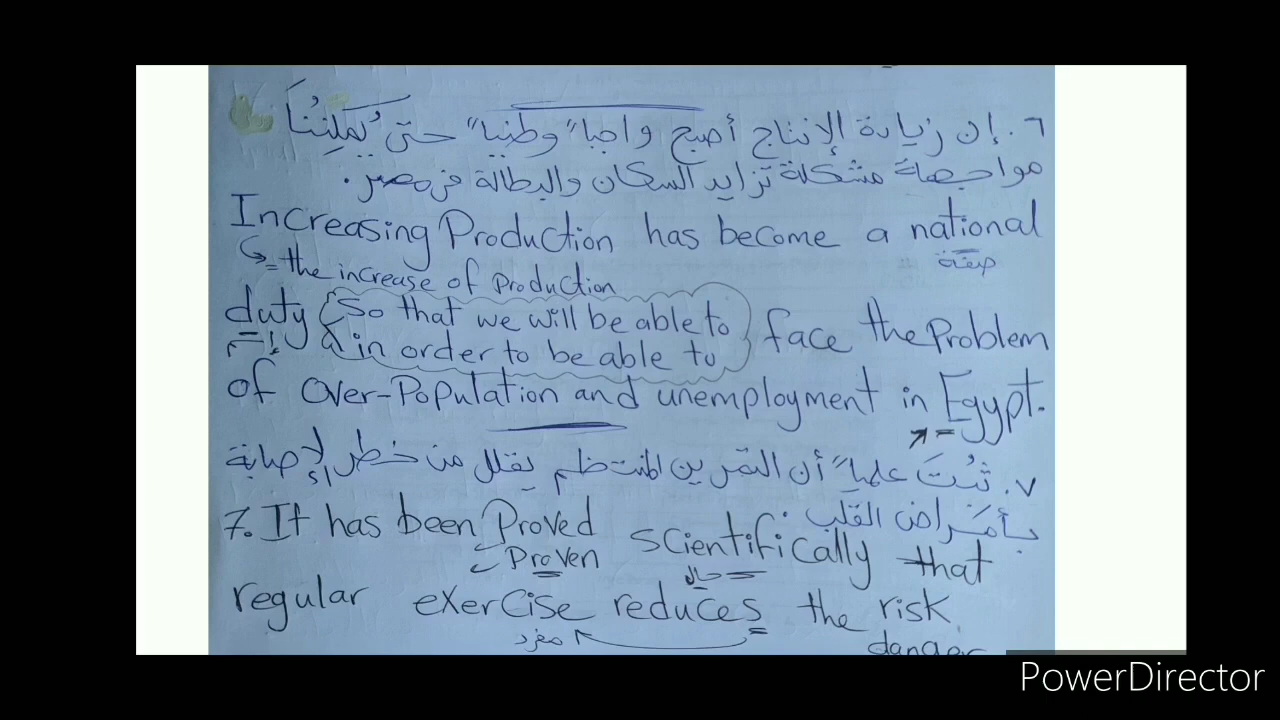 ٦. إن زيادة الإنتاج أصبح واجبا" وطنيا" حتى يُمكِنُنَا
مواجهة مشكلة تزايد السكان والبطالة في مصر.
Increasing Production has become a national
صفة
= the increase of production
duty so that we will be able to face the Problem
إسم
in order to be able to
of Over-Population and unemployment in Egypt.
٧. ثبُتَ علمياً أن التمرين المنتظم يقلل من خطر الإصابة
بأمراض القلب.
7. It has been Proved scientifically that
Proven
حال
regular exercise reduces the risk
مفرد
danger
PowerDirector